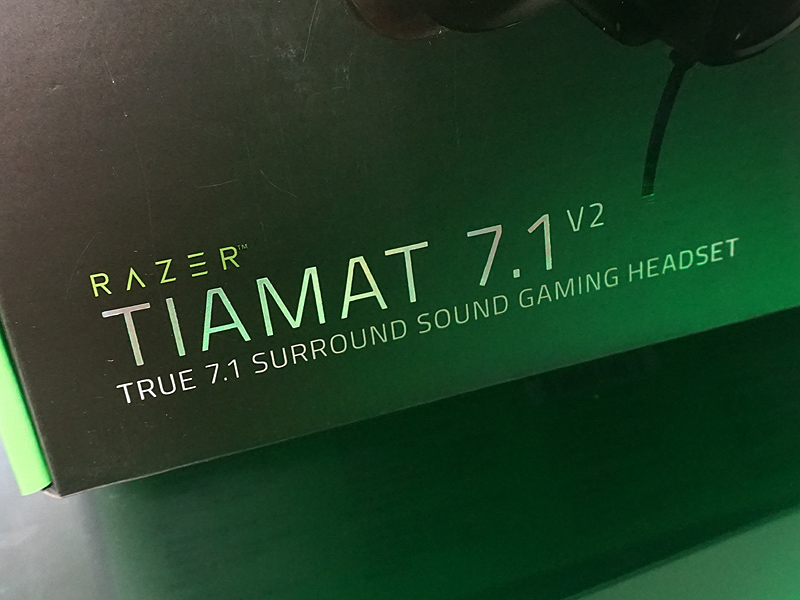 RAZER™
TIAMAT 7.1 V2
TRUE 7.1 SURROUND SOUND GAMING HEADSET